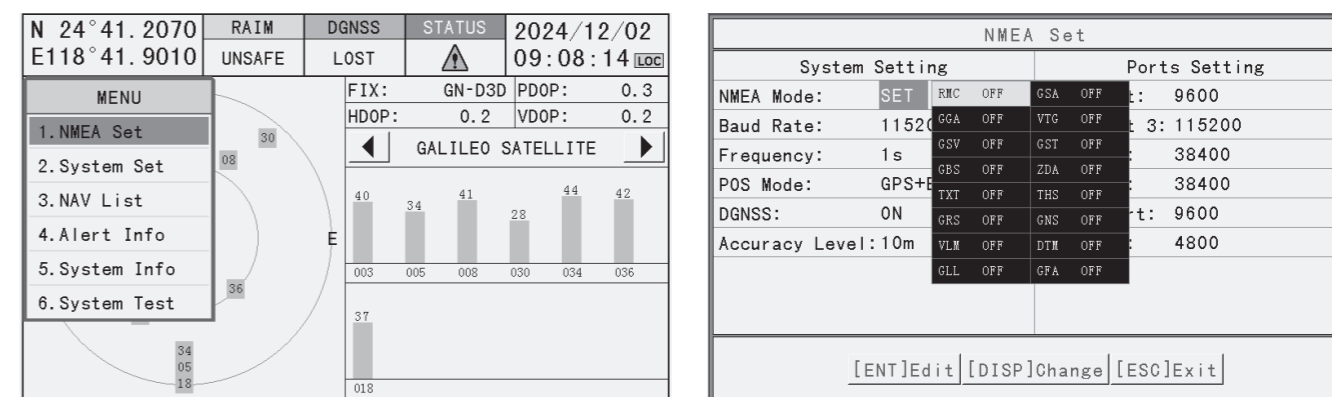 N 24°41.2070
E118°41.9010
RAIM
UNSAFE
DGNSS
LOST
STATUS
2024/12/02
09:08:14 LOC
MENU
1.NMEA Set
2.System Set
3.NAV List
4.Alert Info
5.System Info
6.System Test
30
08
E
36
34
05
18
FIX: GN-D3D PDOP: 0.3
HDOP: 0.2 VDOP: 0.2
GALILEO SATELLITE
40 34 41 28 44 42
003 005 008 030 034 036
37
018
NMEA Set
System Setting
Ports Setting
NMEA Mode: SET
Baud Rate: 1152
Frequency: 1s
POS Mode: GPS+
DGNSS: ON
Accuracy Level:10m
RMC OFF GSA OFF
GGA OFF VTG OFF
GSV OFF GST OFF
GBS OFF ZDA OFF
TXT OFF THS OFF
GRS OFF GNS OFF
VLM OFF DTM OFF
GLL OFF GFA OFF
: 9600
3: 115200
: 38400
: 38400
rt: 9600
: 4800
[ENT]Edit [DISP]Change [ESC]Exit